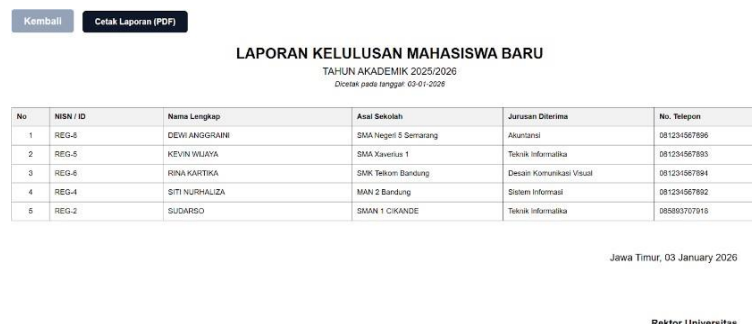 Kembali Cetak Laporan (PDF)
LAPORAN KELULUSAN MAHASISWA BARU
TAHUN AKADEMIK 2025/2026
Dicetak pada tanggal: 03-01-2026
No NISN / ID Nama Lengkap Asal Sekolah Jurusan Diterima No. Telepon
1 REG-8 DEWI ANGGRAINI SMA Negeri 5 Semarang Akuntansi 081234567896
2 REG-5 KEVIN WIJAYA SMA Xaverius 1 Teknik Informatika 081234567893
3 REG-6 RINA KARTIKA SMK Telkom Bandung Desain Komunikasi Visual 081234567894
4 REG-4 SITI NURHALIZA MAN 2 Bandung Sistem Informasi 081234567892
5 REG-2 SUDARSO SMAN 1 CIKANDE Teknik Informatika 085893707918
Jawa Timur, 03 January 2026
Rektor Universitas